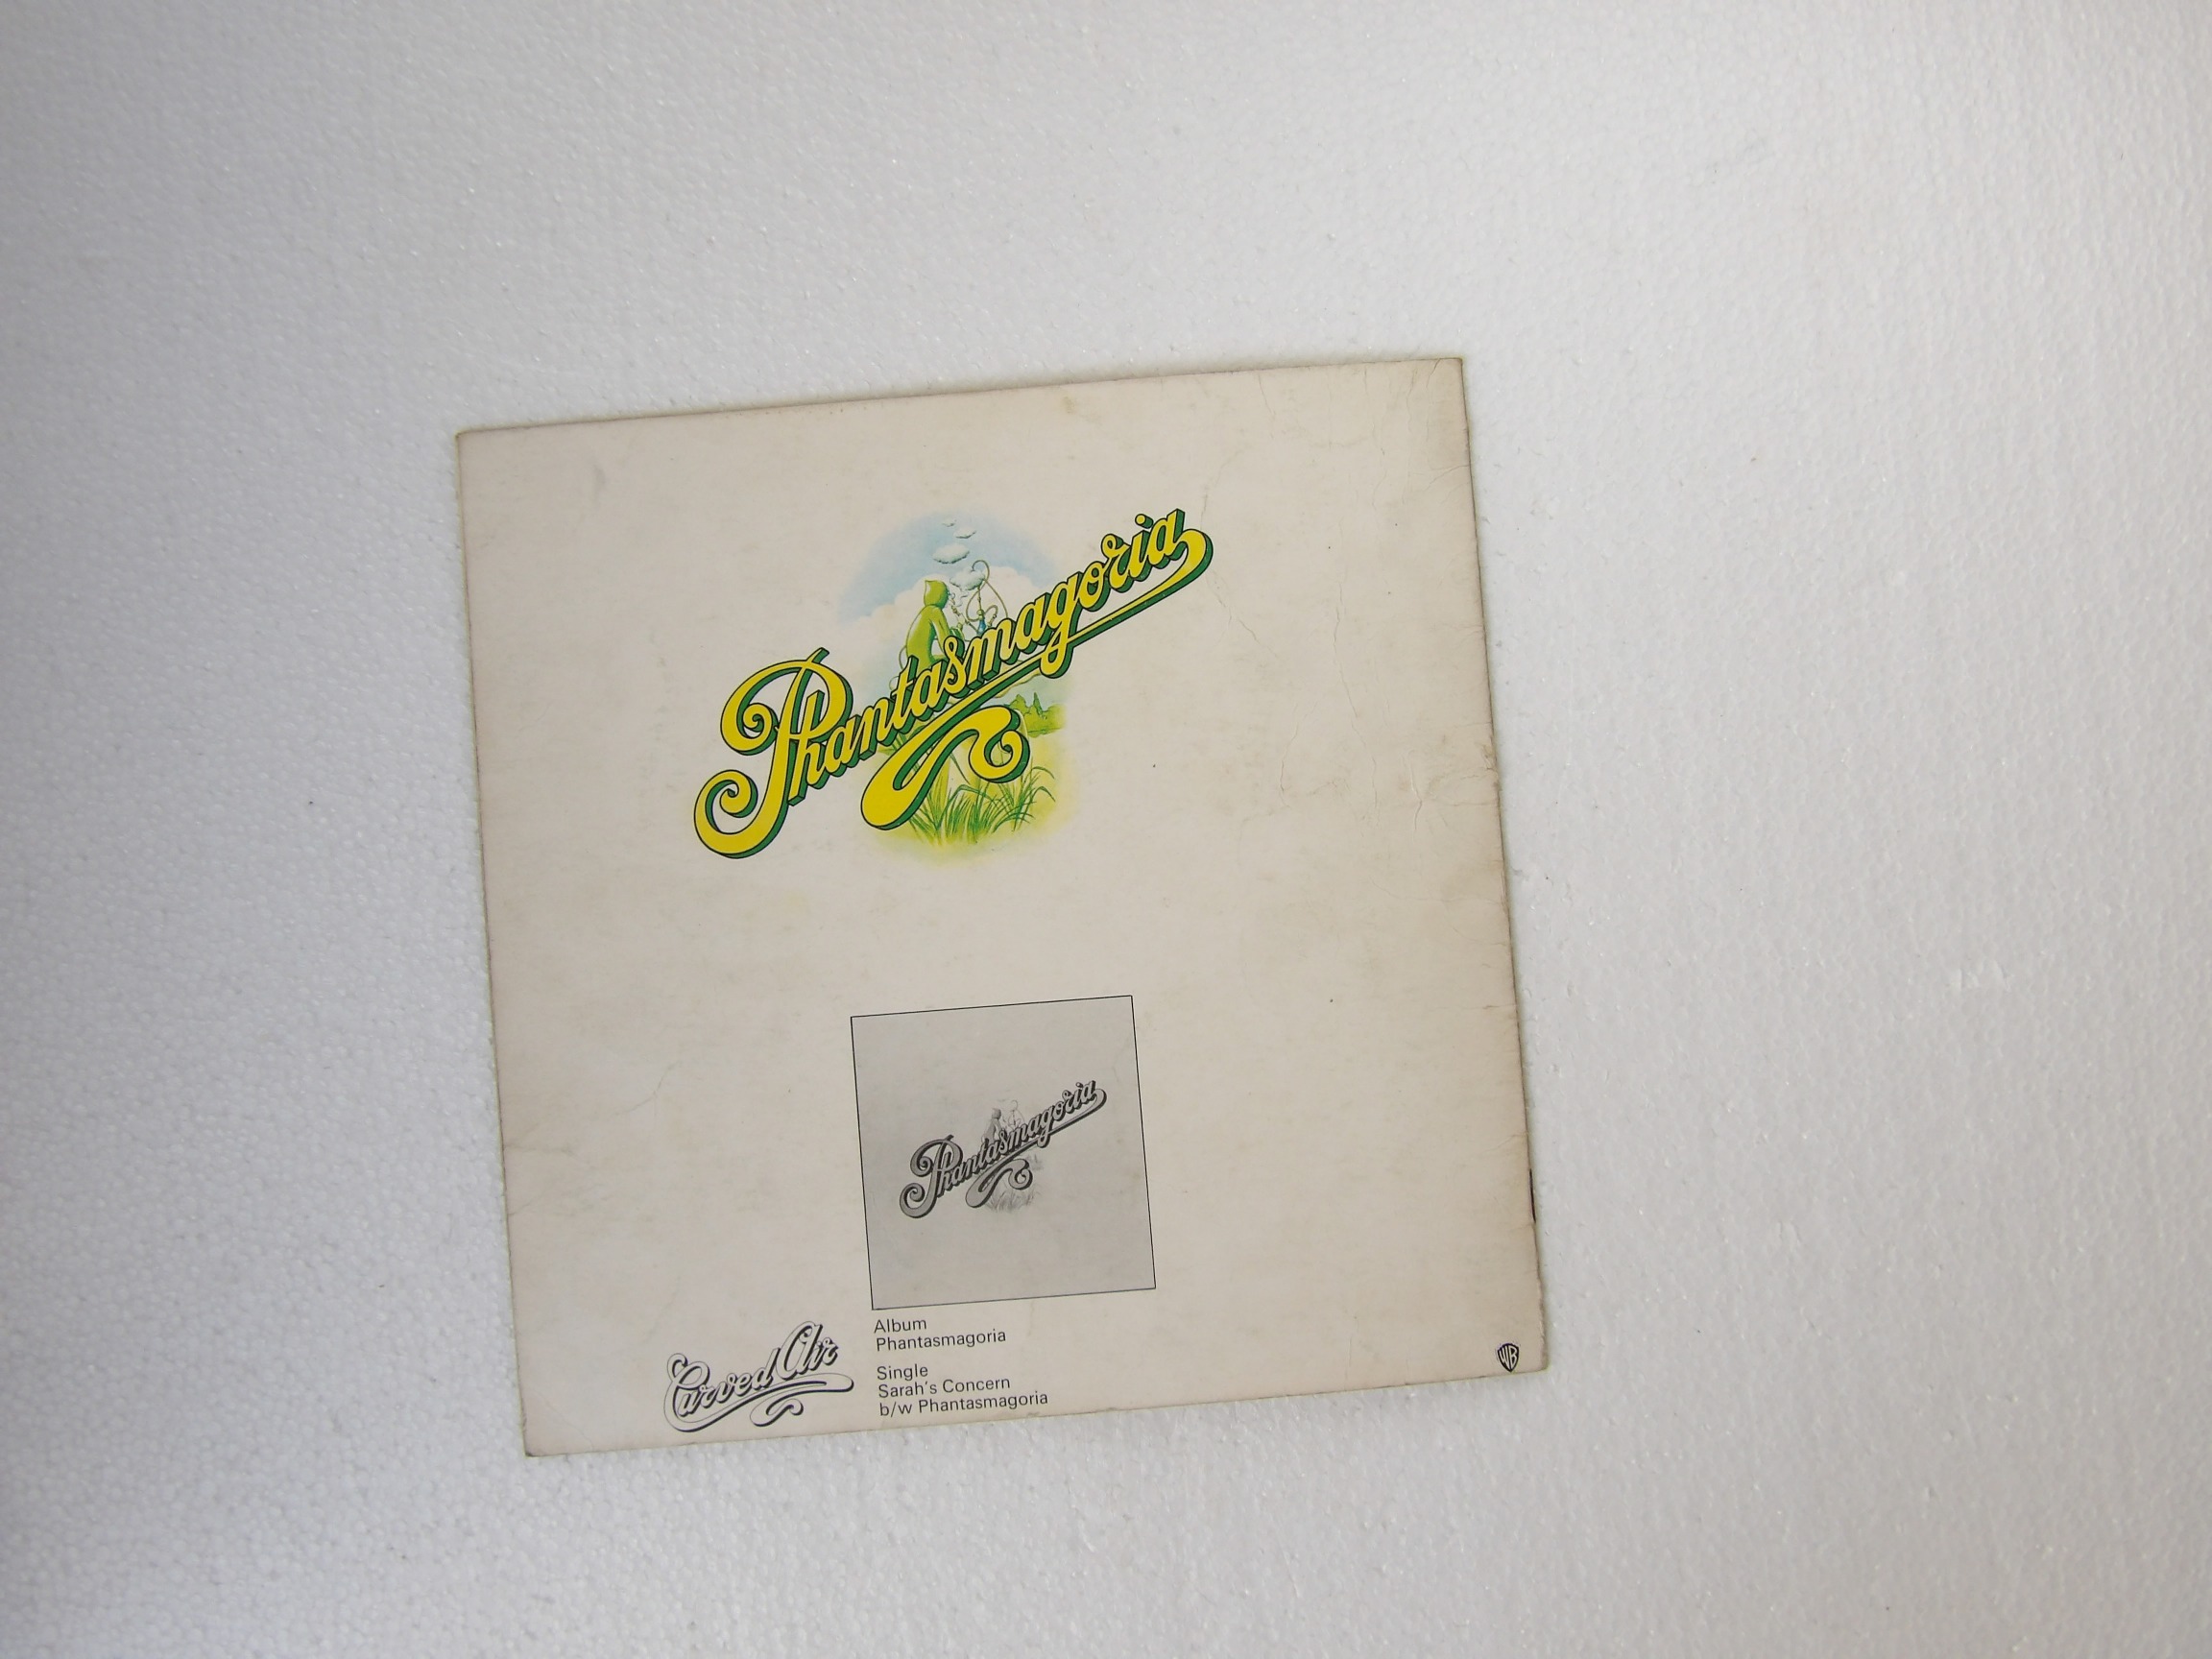 Phantasmagoria
Phantasmagoria
Curved Air
Album
Phantasmagoria
Single
Sarah's Concern
b/w Phantasmagoria
WB